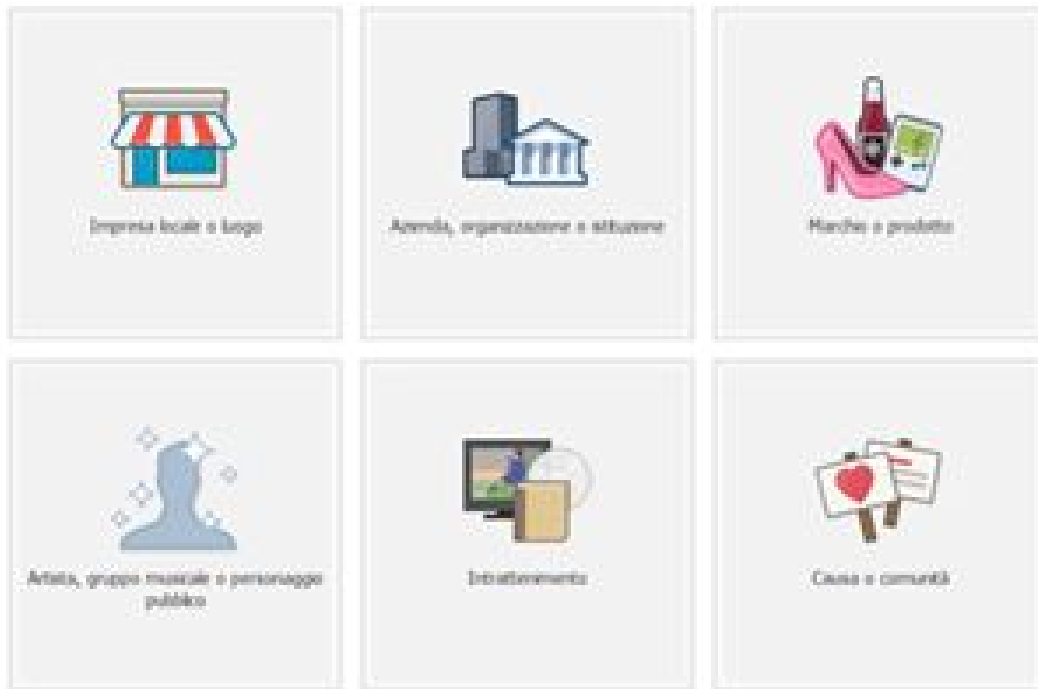 Impresa locale o luogo
Azienda, organizzazione o istituzione
Marchio o prodotto
Artista, gruppo musicale o personaggio
pubblico
Intrattenimento
Causa o comunità